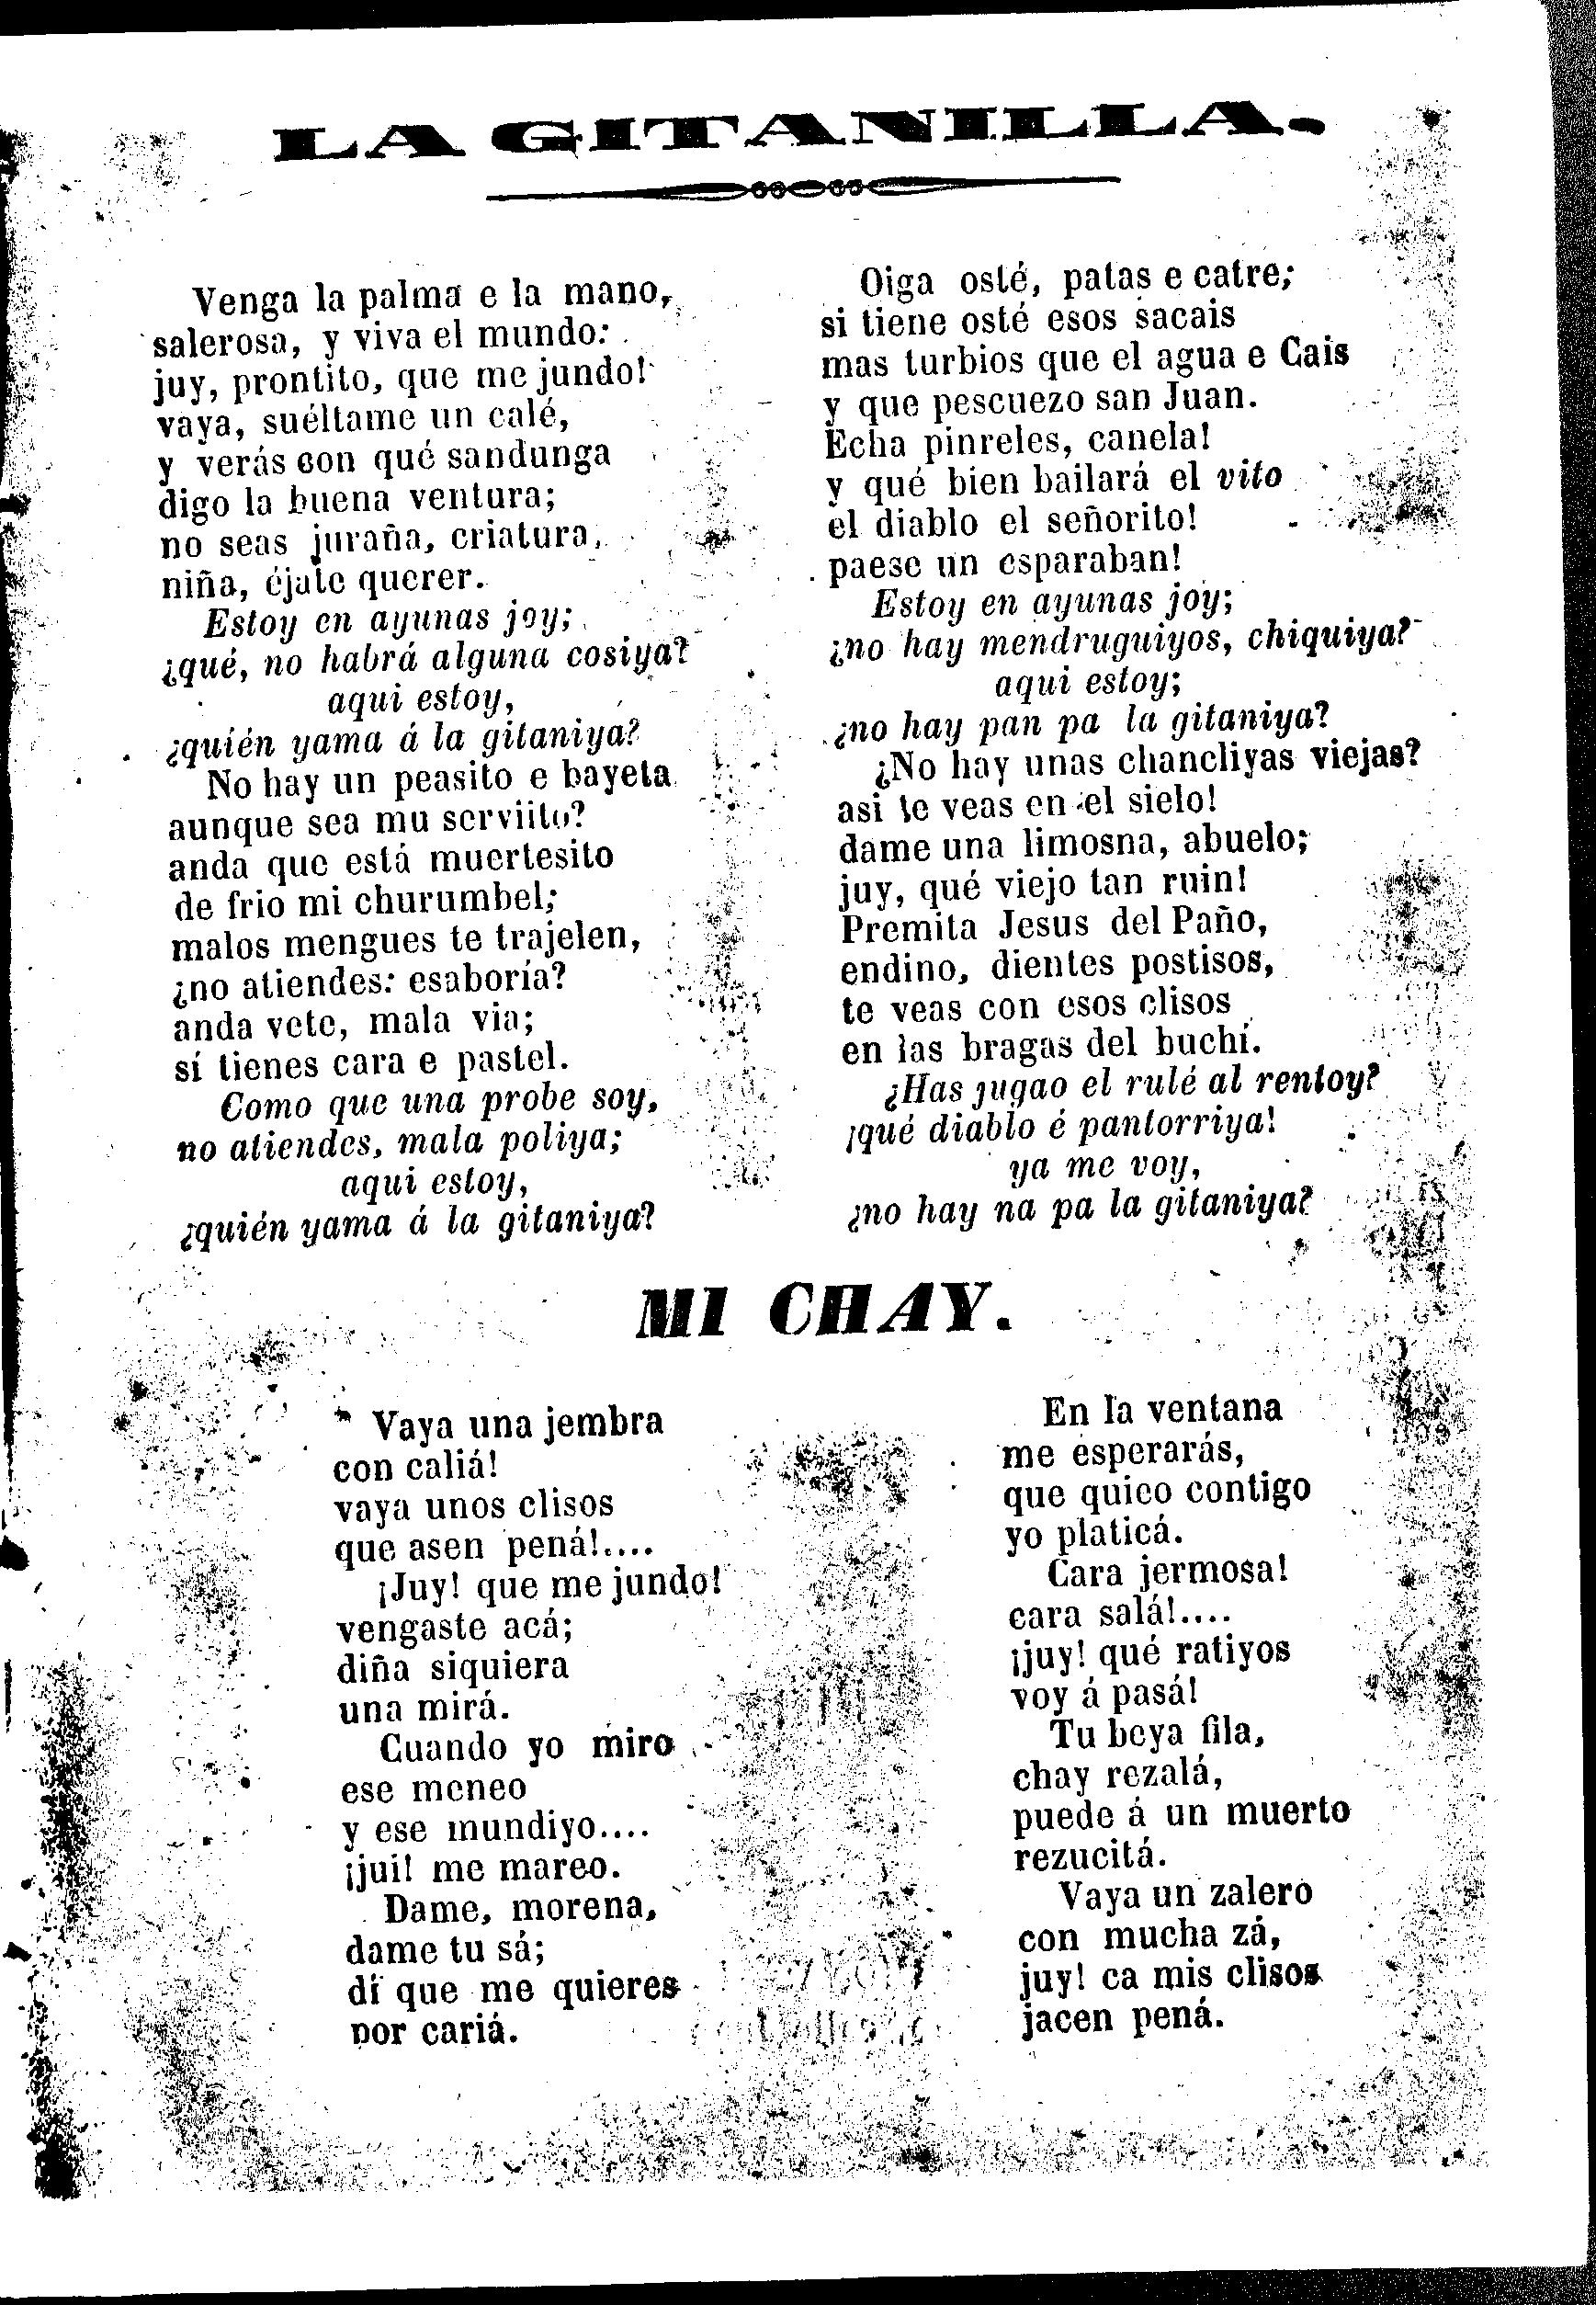 LA GITANILLA.
Venga la palma e la mano,
salerosa, y viva el mundo:
juy, prontito, que me jundo!
vaya, suéltame un calé,
y verás con qué sandunga
digo la buena ventura;
no seas juraña, criatura,
niña, éjate querer.
Estoy en ayunas joy;
¿qué, no habrá alguna cosiya?
aqui estoy,
¿quién yama á la gitaniya?
No hay un peasito e bayeta
aunque sea mu serviito?
anda que está muertesito
de frio mi churumbel;
malos mengues te trajelen,
¿no atiendes: esaboría?
anda vete, mala via;
sí tienes cara e pastel.
Como que una probe soy,
no atiendes, mala poliya;
aqui estoy,
¿quién yama á la gitaniya?
Oiga osté, patas e catre;
si tiene osté esos sacais
mas turbios que el agua e Cais
y que pescuezo san Juan.
Echa pinreles, canela!
y qué bien bailará el vito
el diablo el señorito!
paese un esparaban!
Estoy en ayunas joy;
¿no hay mendruguiyos, chiquiya?
aqui estoy;
¿no hay pan pa la gitaniya?
¿No hay unas chancliyas viejas?
asi te veas en el sielo!
dame una limosna, abuelo;
juy, qué viejo tan ruin!
Premita Jesus del Paño,
endino, dientes postisos,
te veas con esos clisos
en las bragas del buchí.
¿Has jugao el rulé al rentoy?
¡qué diablo é pantorriya!
ya me voy,
¿no hay na pa la gitaniya?
MI CHAY.
Vaya una jembra
con caliá!
vaya unos clisos
que asen pená!....
¡Juy! que me jundo!
vengaste acá;
diña siquiera
una mirá.
Cuando yo miro
ese meneo
y ese mundiyo....
¡jui! me mareo.
Dame, morena,
dame tu sá;
dí que me quieres
por cariá.
En la ventana
me esperarás,
que quico contigo
yo platicá.
Cara jermosa!
cara salá!....
¡juy! qué ratiyos
voy á pasá!
Tu beya fila,
chay rezalá,
puede á un muerto
rezucitá.
Vaya un zalero
con mucha zá,
juy! ca mis clisos
jacen pená.